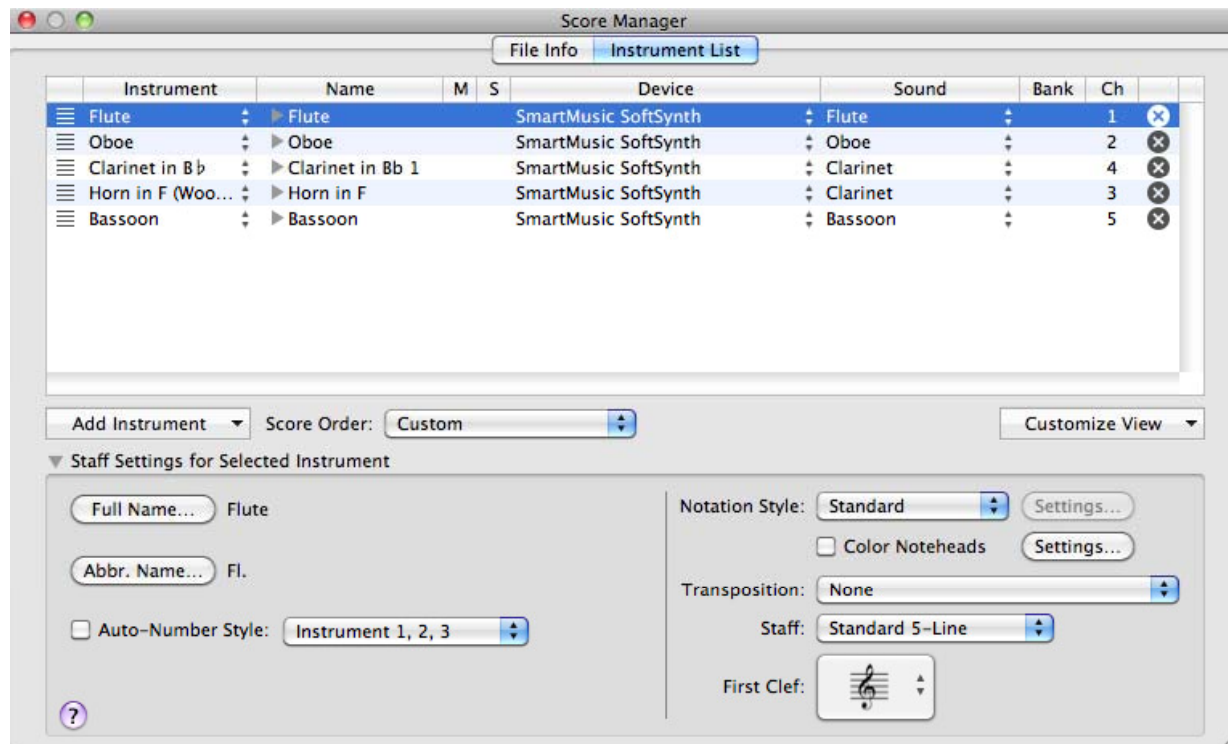 Score Manager
File Info Instrument List
Instrument Name M S Device Sound Bank Ch
Flute Flute SmartMusic SoftSynth Flute 1
Oboe Oboe SmartMusic SoftSynth Oboe 2
Clarinet in B♭ Clarinet in Bb 1 SmartMusic SoftSynth Clarinet 4
Horn in F (Woo... Horn in F SmartMusic SoftSynth Clarinet 3
Bassoon Bassoon SmartMusic SoftSynth Bassoon 5
Add Instrument Score Order: Custom Customize View
Staff Settings for Selected Instrument
Full Name... Flute
Abbr. Name... Fl.
Auto-Number Style: Instrument 1, 2, 3
Notation Style: Standard Settings...
Color Noteheads Settings...
Transposition: None
Staff: Standard 5-Line
First Clef:
?